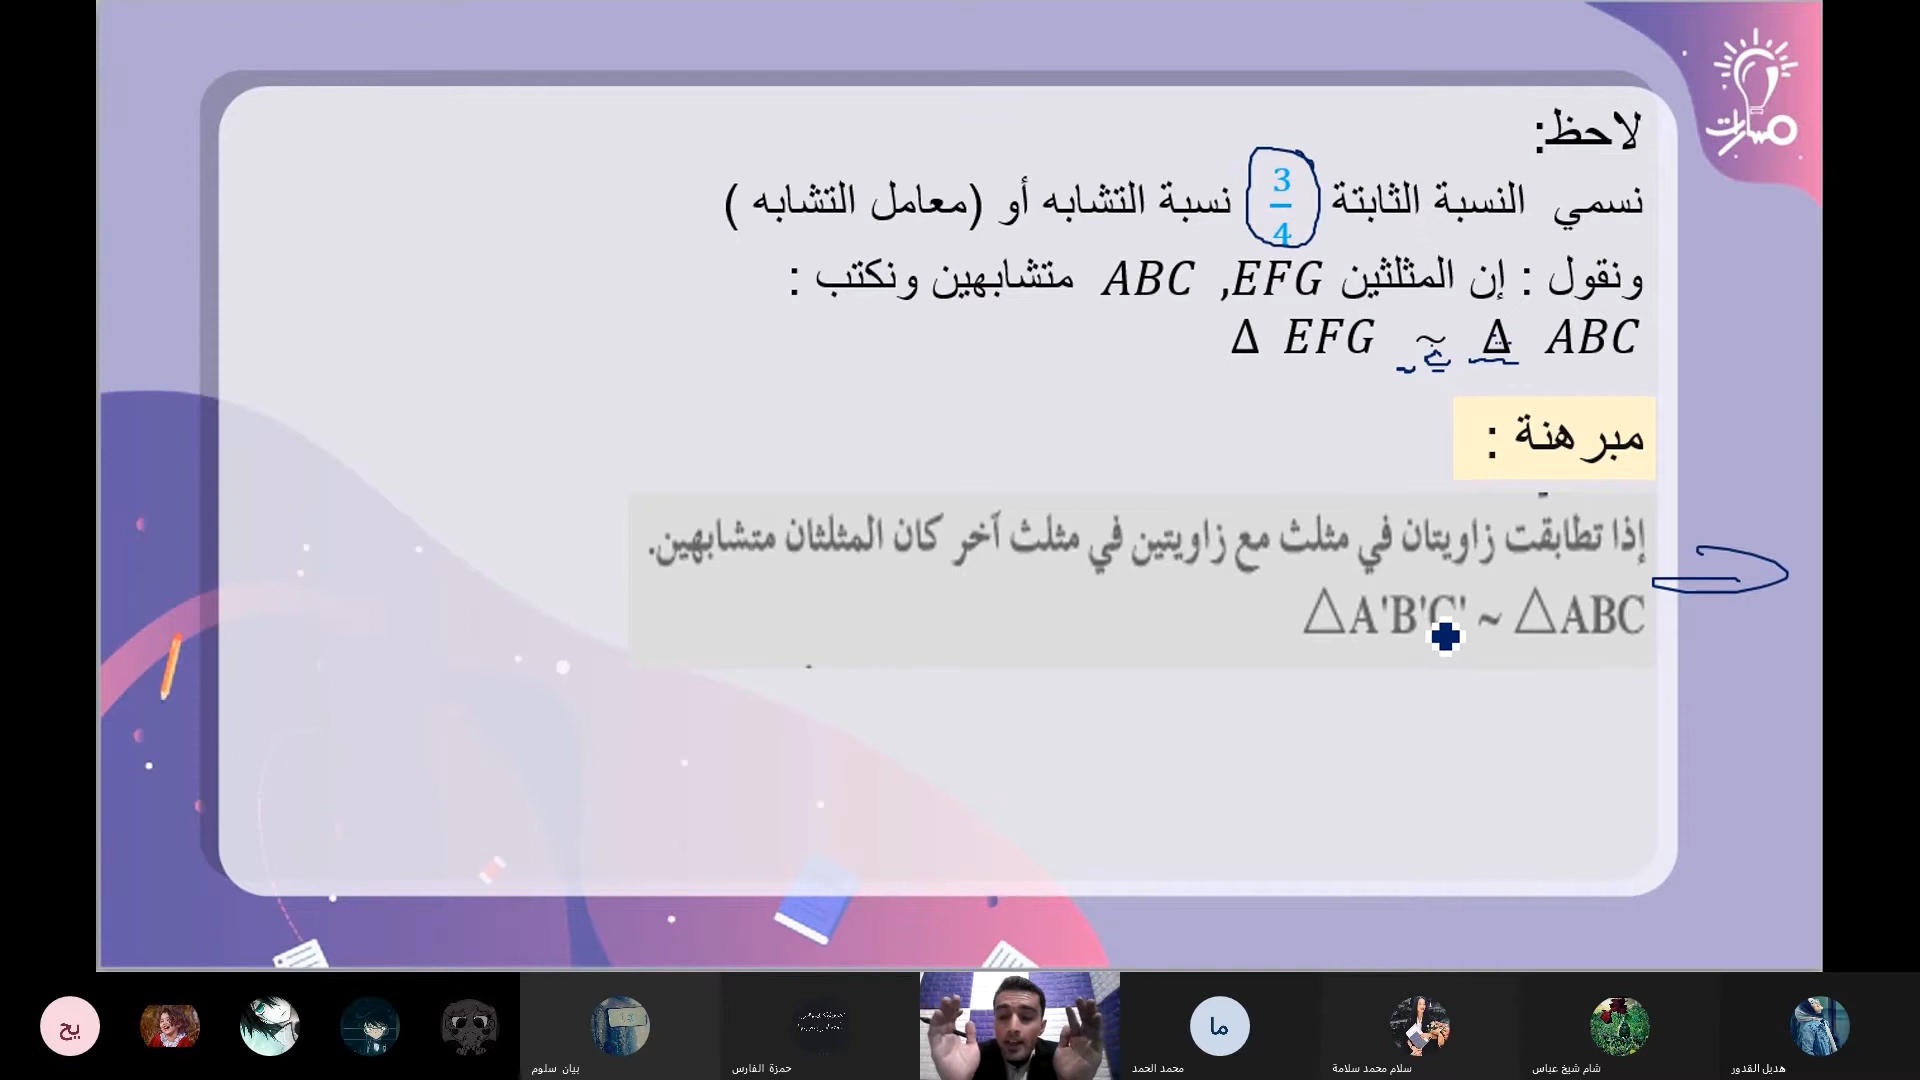 مسارات
لاحظ:
نسمي النسبة الثابتة 3/4 نسبة التشابه أو (معامل التشابه )
ونقول : إن المثلثين ABC ,EFG متشابهين ونكتب :
Δ EFG ~ Δ ABC
مبرهنة :
إذا تطابقت زاويتان في مثلث مع زاويتين في مثلث آخر كان المثلثان متشابهين.
△A'B'C' ~ △ABC
يح
بيان سلوم
حمزة الفارس
ما
محمد الحمد
سلام محمد سلامة
شام شيخ عباس
هديل القدور